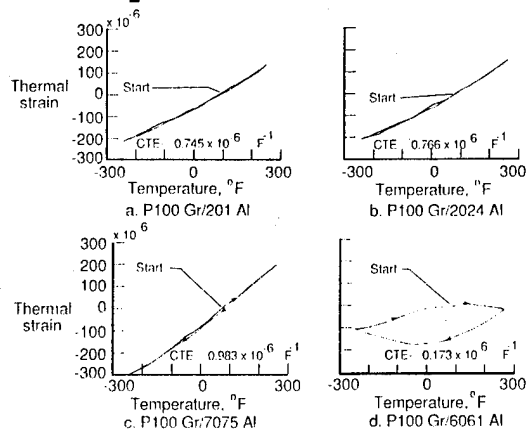 300 x 10-6
200
100
Thermal
strain
0
-100
-200
-300
-300
0
300
Start
CTE 0.745 x 10-6 F-1
Temperature, oF
a. P100 Gr/201 Al
Start
CTE 0.766 x 10-6 F-1
-300
0
300
Temperature, oF
b. P100 Gr/2024 Al
x 10-6
300
200
100
Thermal
strain
0
-100
-200
-300
-300
0
300
Start
CTE 0.983 x 10-6 F-1
Temperature, oF
c. P100 Gr/7075 Al
Start
CTE- 0.173 x 10-6 F-1
-300
0
300
Temperature, oF
d. P100 Gr/6061 Al